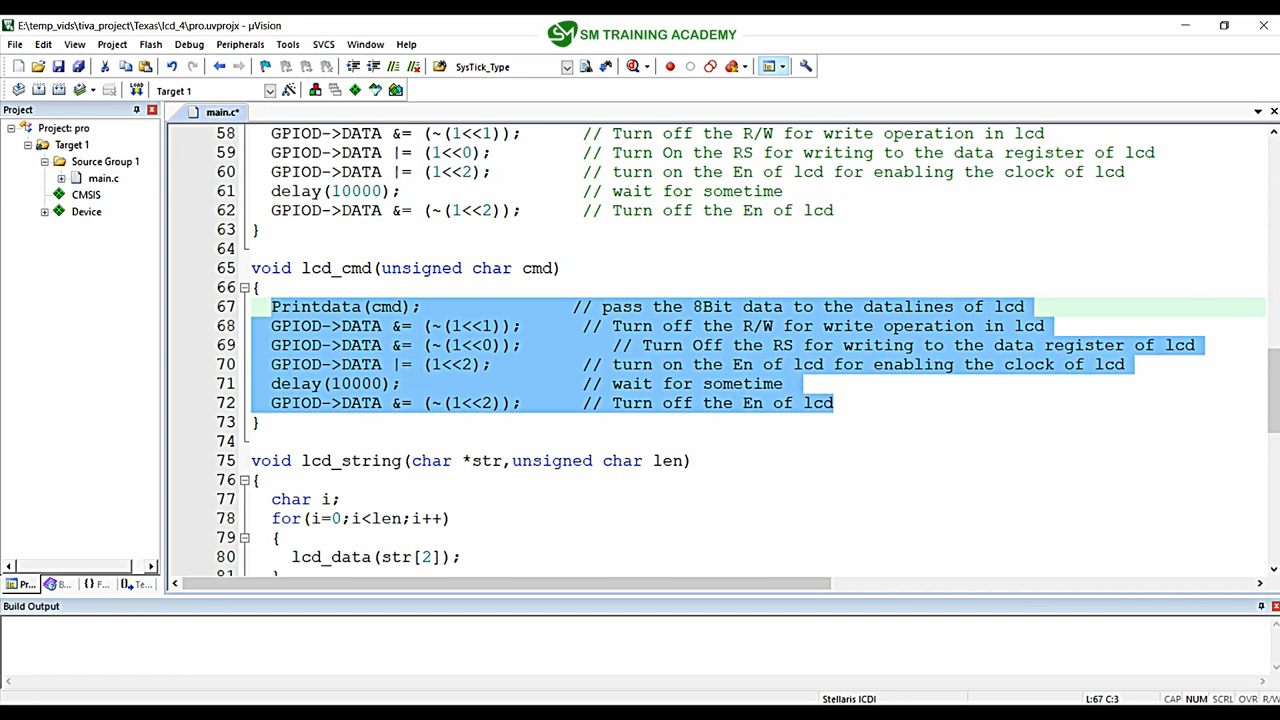 E:\temp_vids\tiva_project\Texas\lcd_4\pro.uvprojx - µVision
SM TRAINING ACADEMY
File Edit View Project Flash Debug Peripherals Tools SVCS Window Help
SysTick_Type
Target 1
Project
main.c*
Project: pro
Target 1
Source Group 1
main.c
CMSIS
Device
58 GPIOD->DATA &= (~(1<<1)); // Turn off the R/W for write operation in lcd
59 GPIOD->DATA |= (1<<0); // Turn On the RS for writing to the data register of lcd
60 GPIOD->DATA |= (1<<2); // turn on the En of lcd for enabling the clock of lcd
61 delay(10000); // wait for sometime
62 GPIOD->DATA &= (~(1<<2)); // Turn off the En of lcd
63 }
64
65 void lcd_cmd(unsigned char cmd)
66 {
67 Printdata(cmd); // pass the 8Bit data to the datalines of lcd
68 GPIOD->DATA &= (~(1<<1)); // Turn off the R/W for write operation in lcd
69 GPIOD->DATA &= (~(1<<0)); // Turn Off the RS for writing to the data register of lcd
70 GPIOD->DATA |= (1<<2); // turn on the En of lcd for enabling the clock of lcd
71 delay(10000); // wait for sometime
72 GPIOD->DATA &= (~(1<<2)); // Turn off the En of lcd
73 }
74
75 void lcd_string(char *str,unsigned char len)
76 {
77 char i;
78 for(i=0;i<len;i++)
79 {
80 lcd_data(str[2]);
81
Pr... B... {} F... Te...
Build Output
Stellaris ICDI L:67 C:3 CAP NUM SCRL OVR R/W